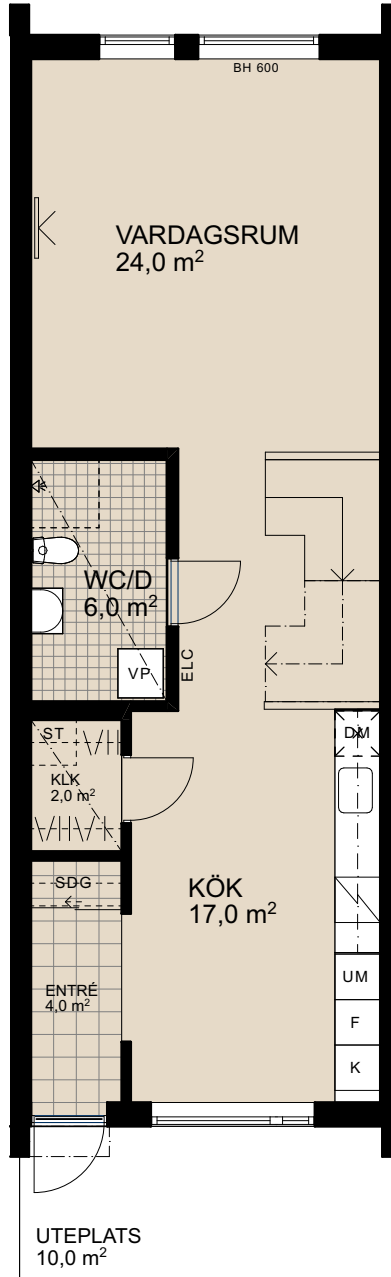 BH 600
VARDAGSRUM
24,0 m²
WC/D
6,0 m²
VP
ELC
ST
KLK
2,0 m²
DM
SDG
KÖK
17,0 m²
UM
ENTRÉ
4,0 m²
F
K
UTEPLATS
10,0 m²